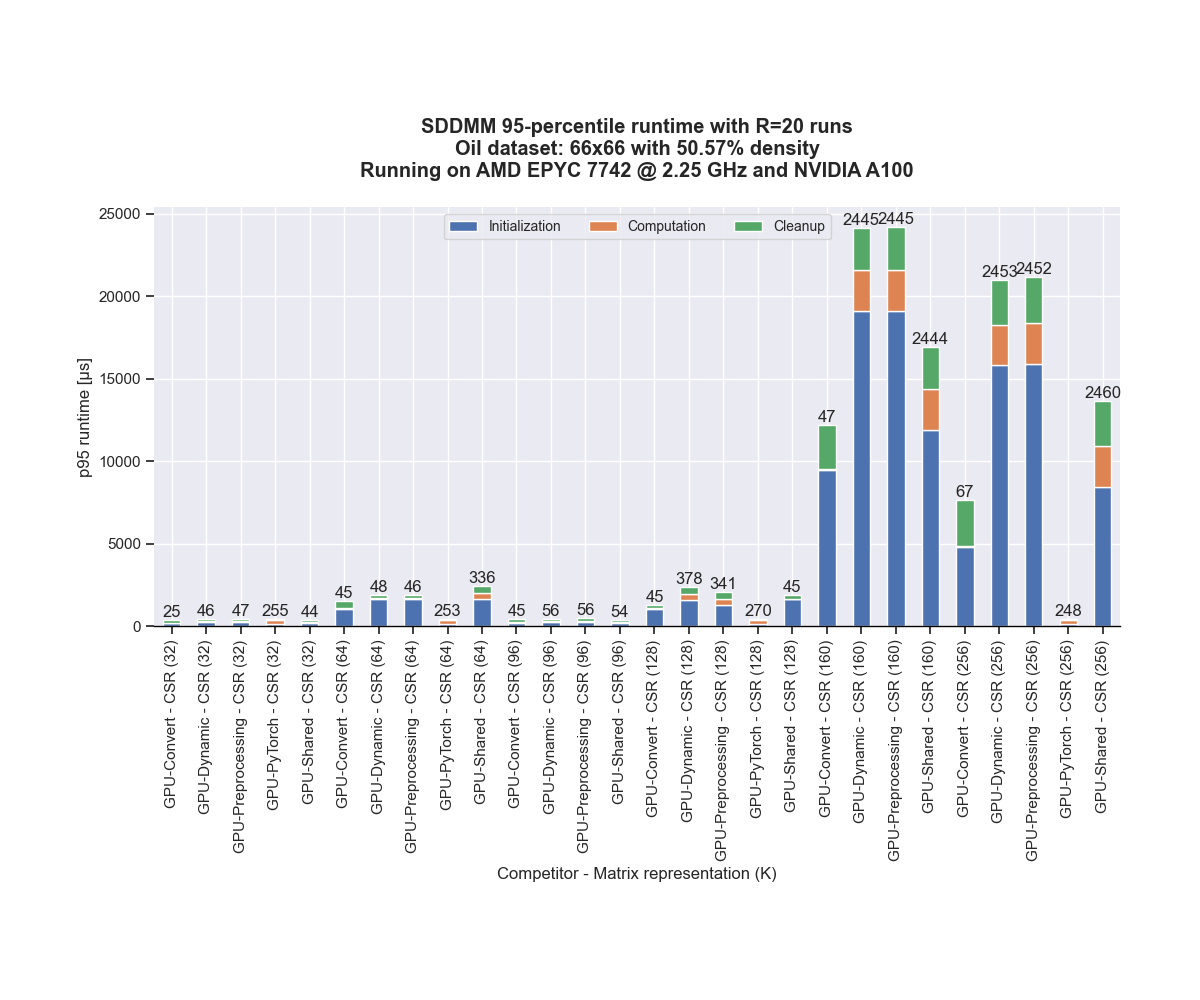 SDDMM 95-percentile runtime with R=20 runs
Oil dataset: 66x66 with 50.57% density
Running on AMD EPYC 7742 @ 2.25 GHz and NVIDIA A100
Initialization
Computation
Cleanup
p95 runtime [µs]
25000
20000
15000
10000
5000
0
25
46
47
255
44
45
48
46
253
336
45
56
56
54
45
378
341
270
45
47
2445
2445
2444
67
2453
2452
248
2460
GPU-Convert - CSR (32)
GPU-Dynamic - CSR (32)
GPU-Preprocessing - CSR (32)
GPU-PyTorch - CSR (32)
GPU-Shared - CSR (32)
GPU-Convert - CSR (64)
GPU-Dynamic - CSR (64)
GPU-Preprocessing - CSR (64)
GPU-PyTorch - CSR (64)
GPU-Shared - CSR (64)
GPU-Convert - CSR (96)
GPU-Dynamic - CSR (96)
GPU-Preprocessing - CSR (96)
GPU-Shared - CSR (96)
GPU-Convert - CSR (128)
GPU-Dynamic - CSR (128)
GPU-Preprocessing - CSR (128)
GPU-PyTorch - CSR (128)
GPU-Shared - CSR (128)
GPU-Convert - CSR (160)
GPU-Dynamic - CSR (160)
GPU-Preprocessing - CSR (160)
GPU-Shared - CSR (160)
GPU-Convert - CSR (256)
GPU-Dynamic - CSR (256)
GPU-Preprocessing - CSR (256)
GPU-PyTorch - CSR (256)
GPU-Shared - CSR (256)
Competitor - Matrix representation (K)